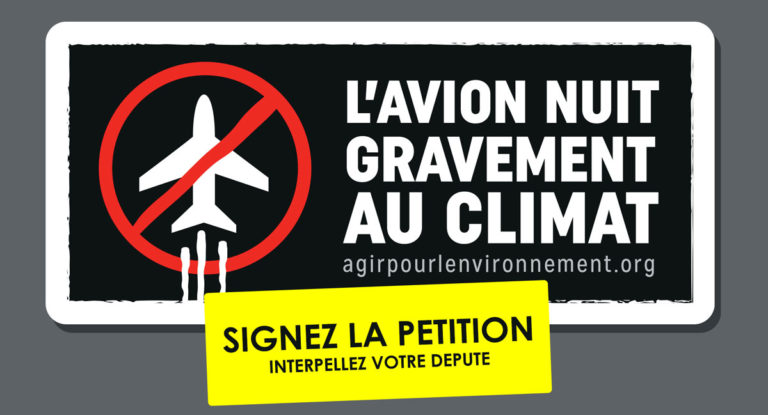 L'AVION NUIT
GRAVEMENT
AU CLIMAT
agirpourlenvironnement.org
SIGNEZ LA PETITION
INTERPELLEZ VOTRE DEPUTE